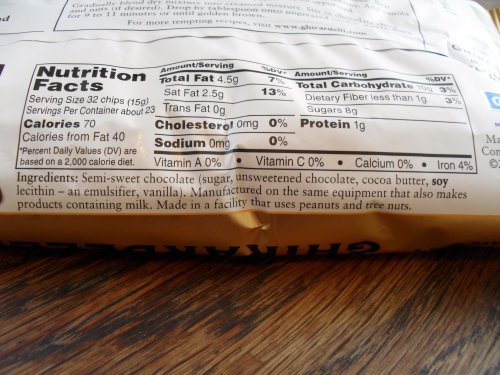 Gradually blend dry mixture into creamed mixture.
and nuts (if desired). Drop by tablespoon onto
for 9 to 11 minutes or until golden brown.
For more tempting recipes, visit www.ghirardelli.com
Nutrition
Facts
Serving Size 32 chips (15g)
Servings Per Container about 23
Calories 70
Calories from Fat 40
*Percent Daily Values (DV) are
based on a 2,000 calorie diet.
Amount/Serving %DV*
Total Fat 4.5g 7%
Sat Fat 2.5g 13%
Trans Fat 0g
Cholesterol 0mg 0%
Sodium 0mg 0%
Amount/Serving %DV*
Total Carbohydrate 10g 3%
Dietary Fiber less than 1g 3%
Sugars 8g
Protein 1g
Vitamin A 0% • Vitamin C 0% • Calcium 0% • Iron 4%
Ingredients: Semi-sweet chocolate (sugar, unsweetened chocolate, cocoa butter, soy
lecithin – an emulsifier, vanilla). Manufactured on the same equipment that also makes
products containing milk. Made in a facility that uses peanuts and tree nuts.
GHIRARDELLI